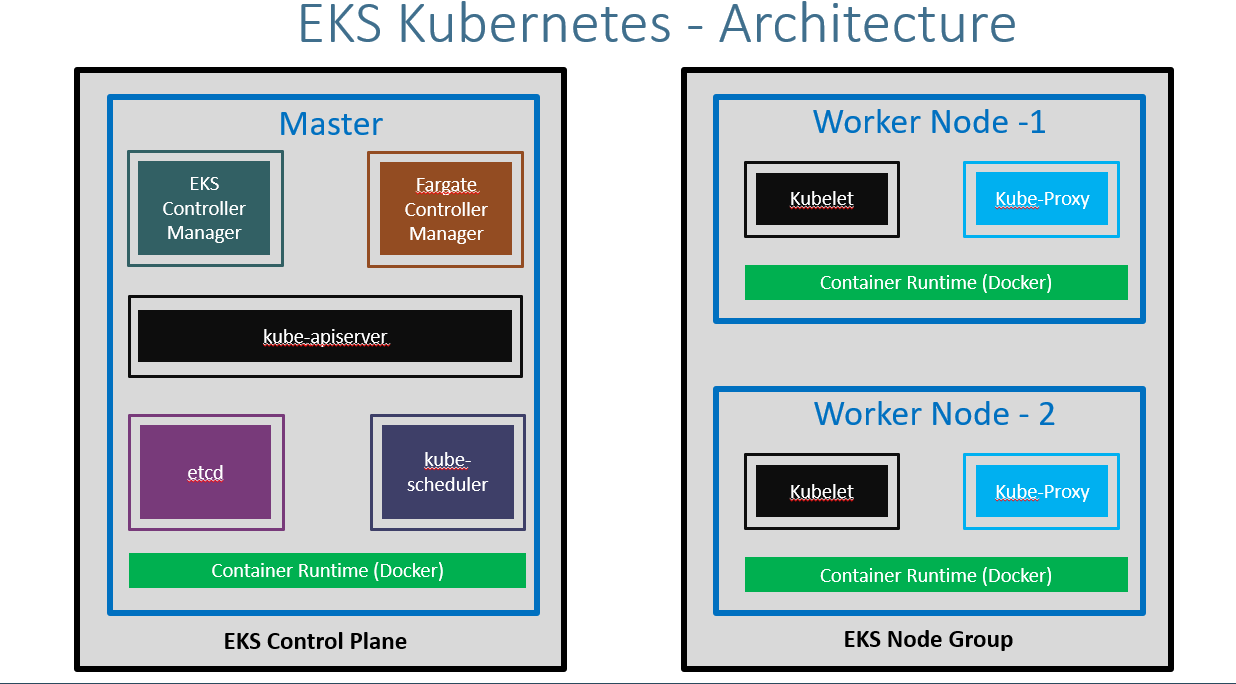 EKS Kubernetes - Architecture
Master
EKS
Controller
Manager
Fargate
Controller
Manager
kube-apiserver
etcd
kube-
scheduler
Container Runtime (Docker)
EKS Control Plane
Worker Node -1
Kubelet
Kube-Proxy
Container Runtime (Docker)
Worker Node - 2
Kubelet
Kube-Proxy
Container Runtime (Docker)
EKS Node Group